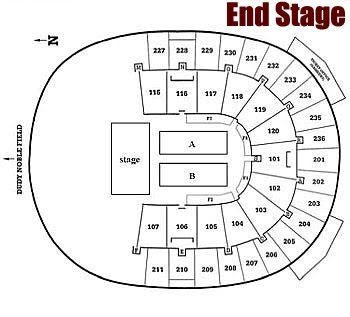 End Stage
N
DUDY NOBLE FIELD
227 228 229 230 231 232 233 234 235 236 201 202 203 204 205 206 207 208 209 210 211
115 116 117 118 119 120 101 102 103 104 105 106 107
stage
A
B